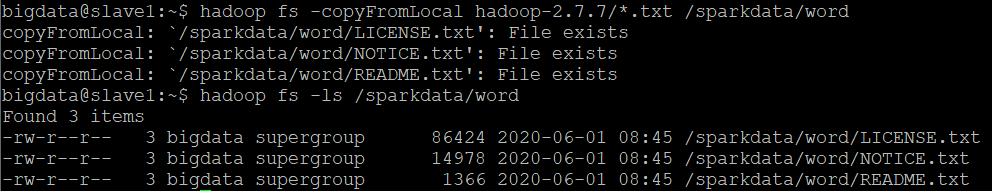 bigdata@slave1:~$ hadoop fs -copyFromLocal hadoop-2.7.7/*.txt /sparkdata/word
copyFromLocal: `/sparkdata/word/LICENSE.txt': File exists
copyFromLocal: `/sparkdata/word/NOTICE.txt': File exists
copyFromLocal: `/sparkdata/word/README.txt': File exists
bigdata@slave1:~$ hadoop fs -ls /sparkdata/word
Found 3 items
-rw-r--r--   3 bigdata supergroup      86424 2020-06-01 08:45 /sparkdata/word/LICENSE.txt
-rw-r--r--   3 bigdata supergroup      14978 2020-06-01 08:45 /sparkdata/word/NOTICE.txt
-rw-r--r--   3 bigdata supergroup       1366 2020-06-01 08:45 /sparkdata/word/README.txt